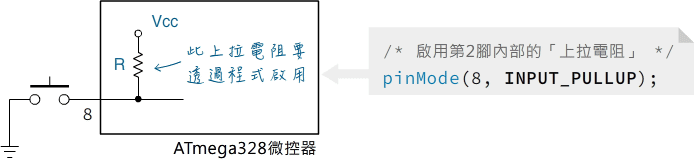 Vcc
R
此上拉電阻要
透過程式啟用
8
ATmega328微控器
/* 啟用第2腳內部的「上拉電阻」 */
pinMode(8, INPUT_PULLUP);